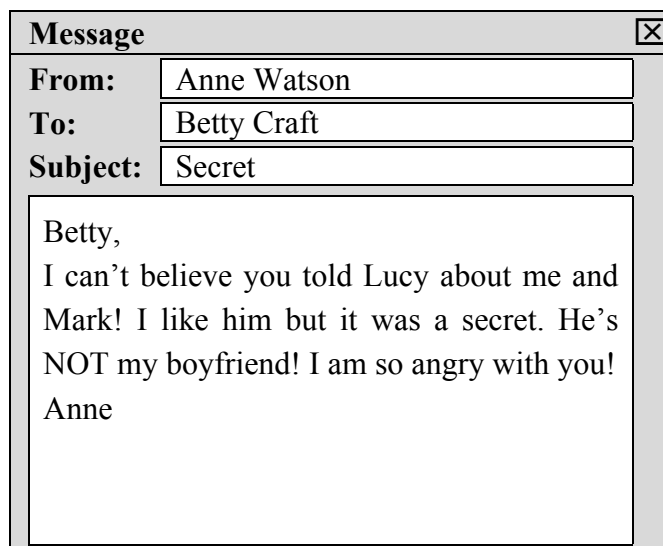 Message
From: Anne Watson
To: Betty Craft
Subject: Secret
Betty,
I can’t believe you told Lucy about me and
Mark! I like him but it was a secret. He’s
NOT my boyfriend! I am so angry with you!
Anne